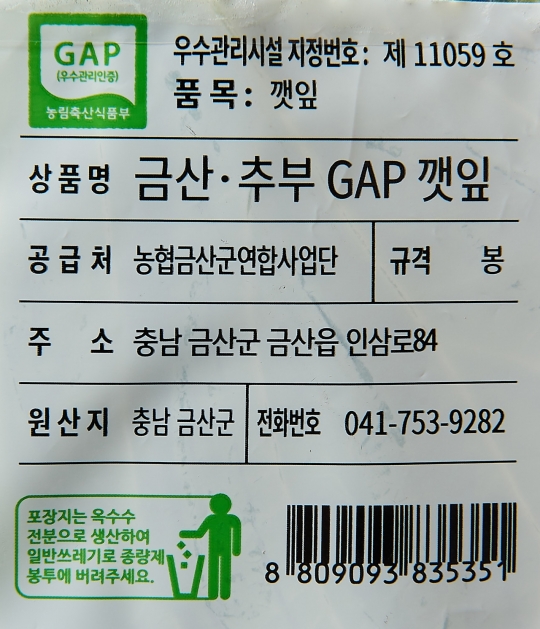 GAP
(우수관리인증)
농림축산식품부
우수관리시설 지정번호: 제 11059 호
품 목: 깻잎
상품명 금산·추부 GAP 깻잎
공급처 농협금산군연합사업단 규격 봉
주 소 충남 금산군 금산읍 인삼로84
원산지 충남 금산군 전화번호 041-753-9282
포장지는 옥수수
전분으로 생산하여
일반쓰레기로 종량제
봉투에 버려주세요.
8 809093 835351